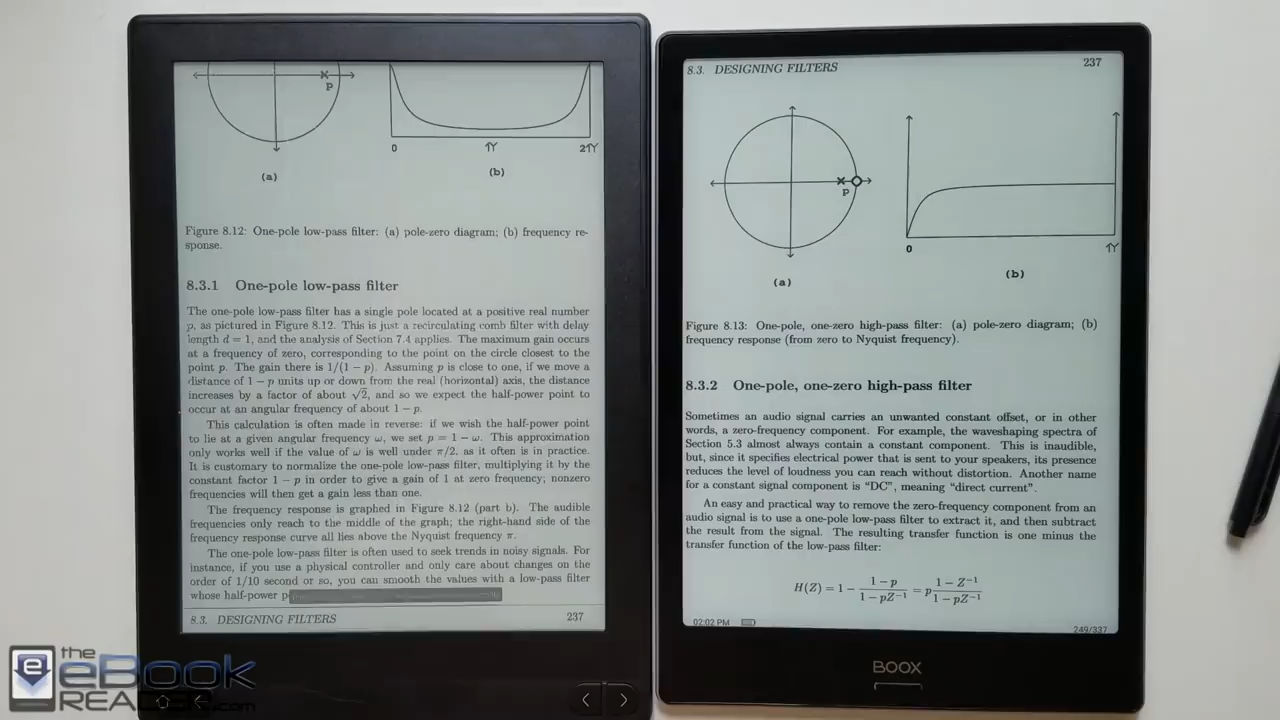 P
0
π
2π
(a)
(b)
Figure 8.12: One-pole low-pass filter: (a) pole-zero diagram; (b) frequency re-
sponse.
8.3.1 One-pole low-pass filter
The one-pole low-pass filter has a single pole located at a positive real number
p, as pictured in Figure 8.12. This is just a recirculating comb filter with delay
length d = 1, and the analysis of Section 7.4 applies. The maximum gain occurs
at a frequency of zero, corresponding to the point on the circle closest to the
point p. The gain there is 1/(1 − p). Assuming p is close to one, if we move a
distance of 1 − p units up or down from the real (horizontal) axis, the distance
increases by a factor of about √2, and so we expect the half-power point to
occur at an angular frequency of about 1 − p.
This calculation is often made in reverse: if we wish the half-power point
to lie at a given angular frequency ω, we set p = 1 − ω. This approximation
only works well if the value of ω is well under π/2, as it often is in practice.
It is customary to normalize the one-pole low-pass filter, multiplying it by the
constant factor 1 − p in order to give a gain of 1 at zero frequency; nonzero
frequencies will then get a gain less than one.
The frequency response is graphed in Figure 8.12 (part b). The audible
frequencies only reach to the middle of the graph; the right-hand side of the
frequency response curve all lies above the Nyquist frequency π.
The one-pole low-pass filter is often used to seek trends in noisy signals. For
instance, if you use a physical controller and only care about changes on the
order of 1/10 second or so, you can smooth the values with a low-pass filter
whose half-power p
8.3. DESIGNING FILTERS 237
8.3. DESIGNING FILTERS 237
P
0
π
(a)
(b)
Figure 8.13: One-pole, one-zero high-pass filter: (a) pole-zero diagram; (b)
frequency response (from zero to Nyquist frequency).
8.3.2 One-pole, one-zero high-pass filter
Sometimes an audio signal carries an unwanted constant offset, or in other
words, a zero-frequency component. For example, the waveshaping spectra of
Section 5.3 almost always contain a constant component. This is inaudible,
but, since it specifies electrical power that is sent to your speakers, its presence
reduces the level of loudness you can reach without distortion. Another name
for a constant signal component is “DC”, meaning “direct current”.
An easy and practical way to remove the zero-frequency component from an
audio signal is to use a one-pole low-pass filter to extract it, and then subtract
the result from the signal. The resulting transfer function is one minus the
transfer function of the low-pass filter:
H(Z) = 1 − (1 − p)/(1 − pZ⁻¹) = p (1 − Z⁻¹)/(1 − pZ⁻¹)
02:02 PM 249/337
BOOX
the
eBook
READER.com